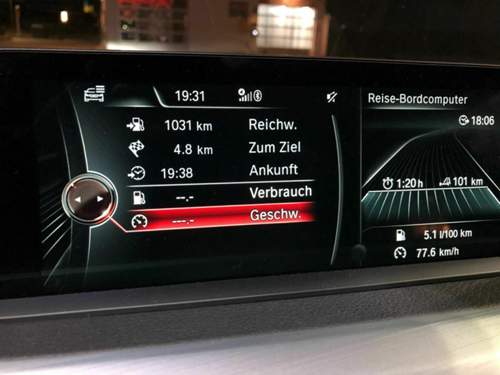 19:31
1031 km Reichw.
4.8 km Zum Ziel
19:38 Ankunft
--.- Verbrauch
---.- Geschw.
Reise-Bordcomputer
18:06
1:20 h 101 km
5.1 l/100 km
77.6 km/h